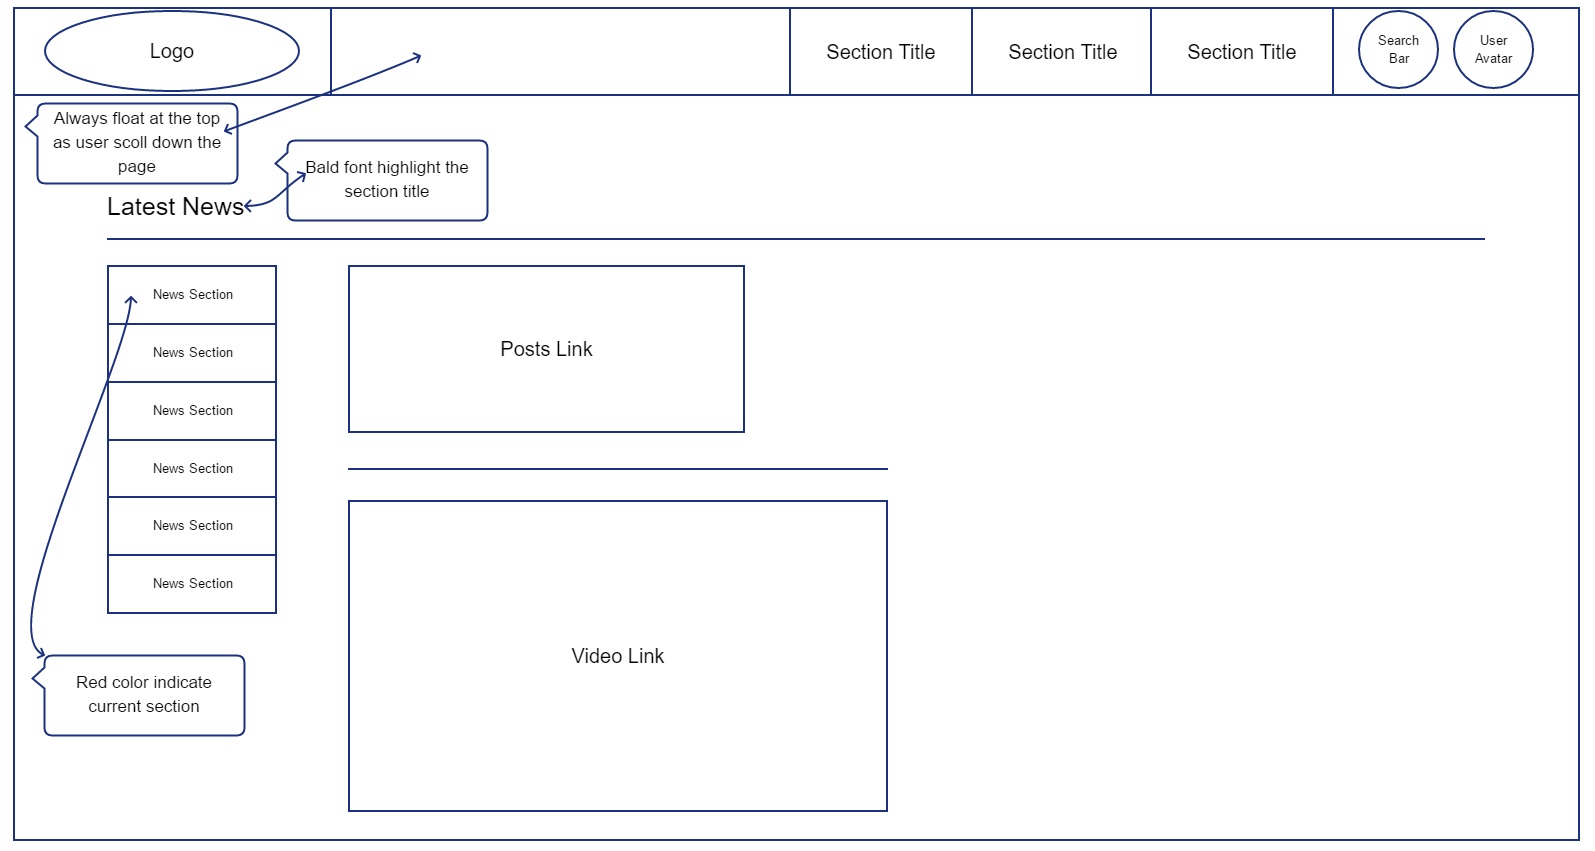 Logo
Section Title
Section Title
Section Title
Search
Bar
User
Avatar
Always float at the top
as user scoll down the
page
Bald font highlight the
section title
Latest News
News Section
News Section
News Section
News Section
News Section
News Section
Posts Link
Video Link
Red color indicate
current section